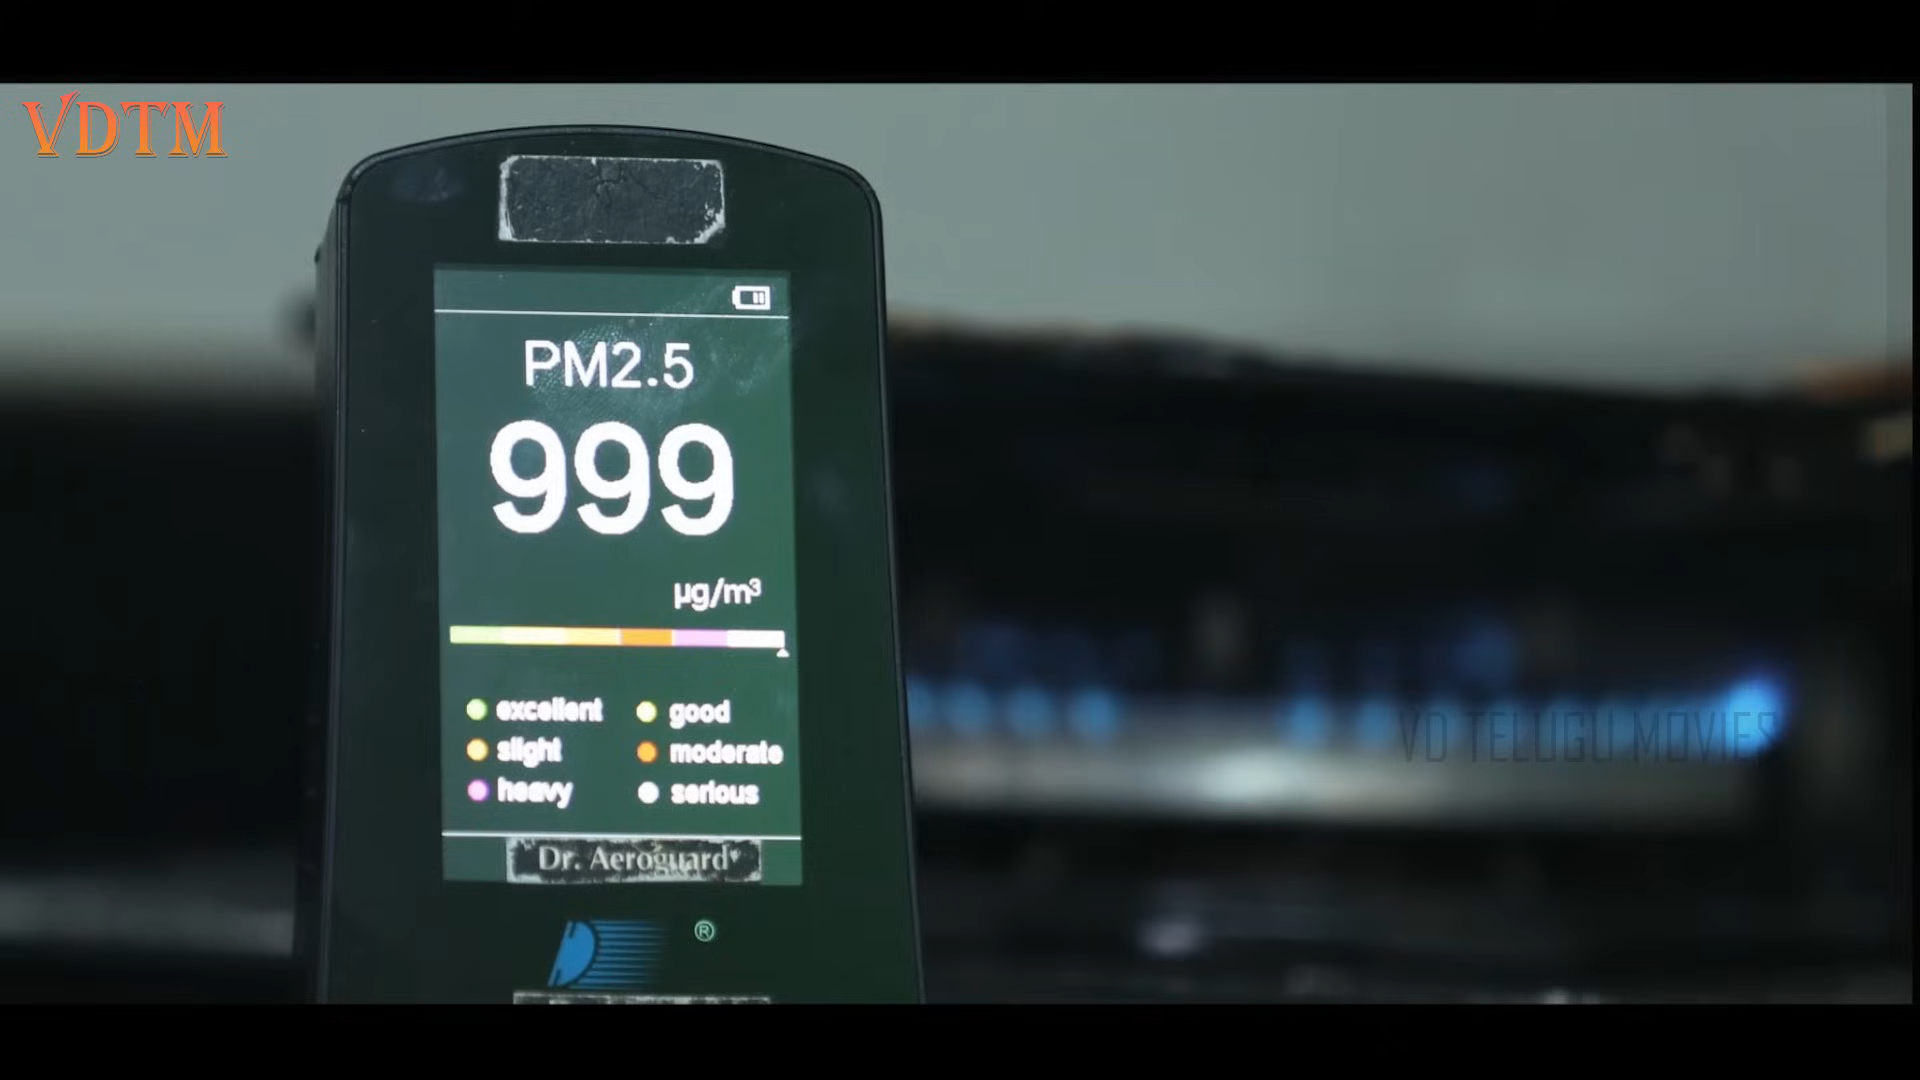 VDTM
PM2.5
999
µg/m³
excellent
good
slight
moderate
heavy
serious
Dr. Aeroguard
®
VD TELUGU MOVIES